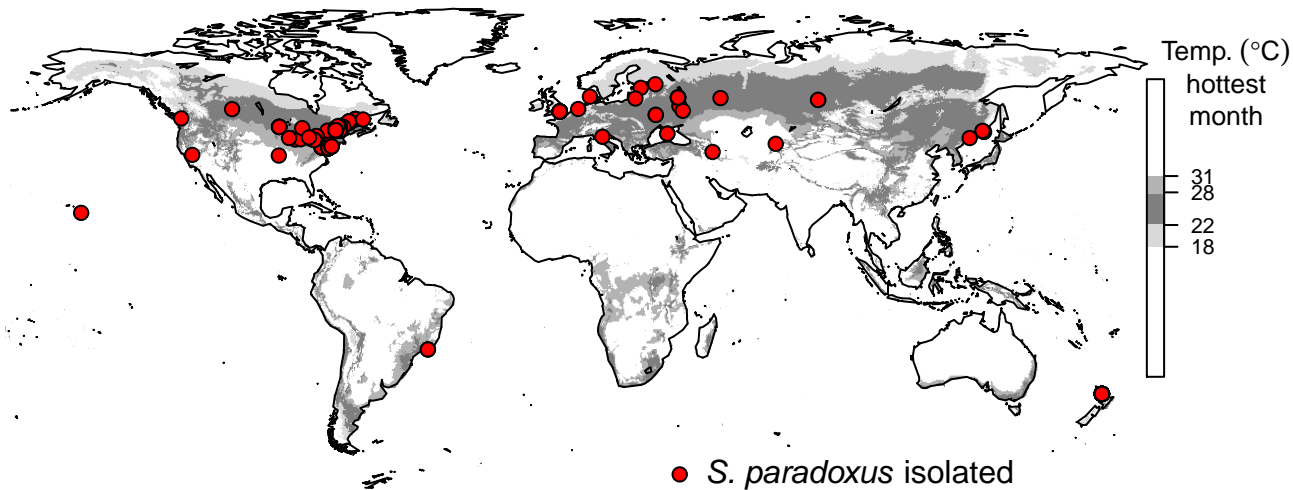 Temp. (°C)
hottest
month
31
28
22
18
S. paradoxus isolated